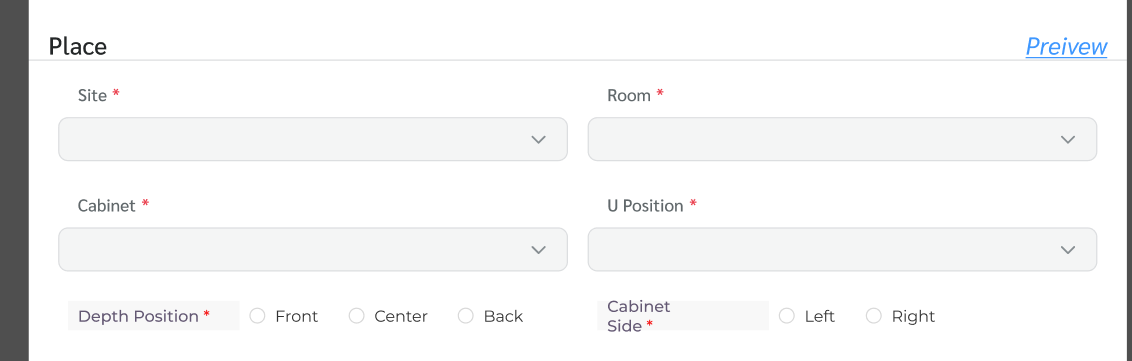 Place Preivew
Site * Room *
Cabinet * U Position *
Depth Position * Front Center Back
Cabinet
Side * Left Right